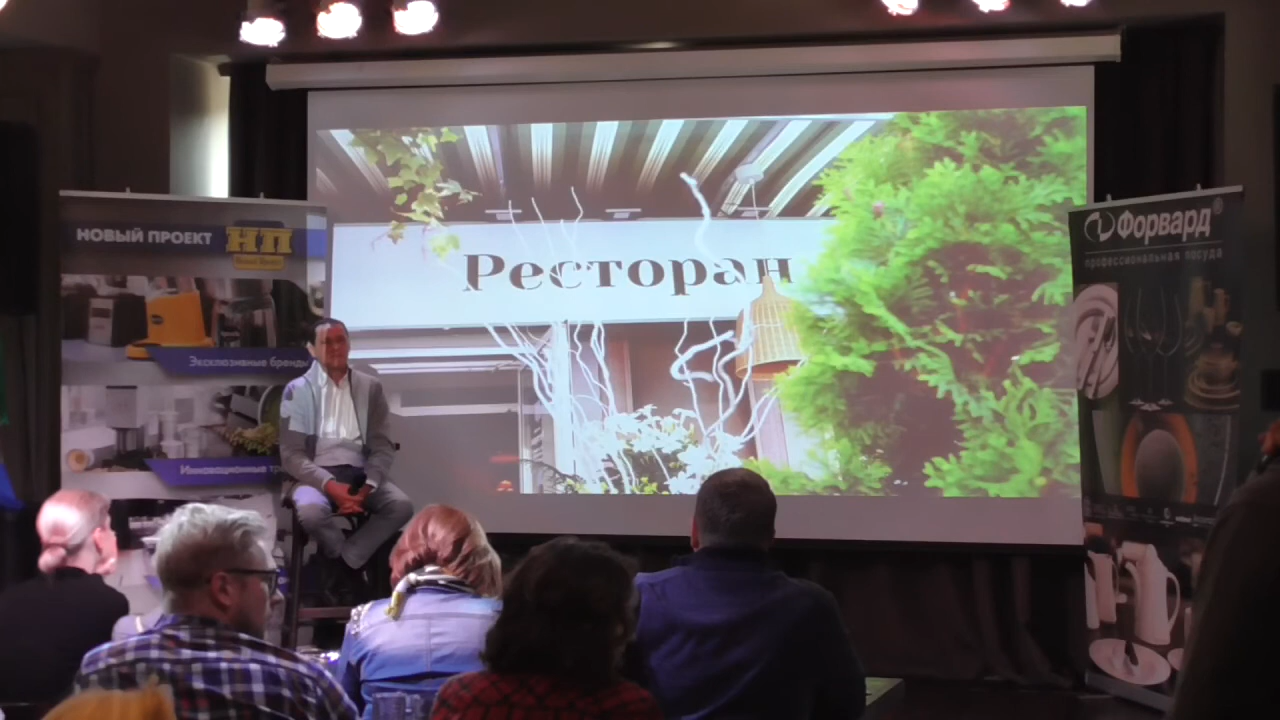 НОВЫЙ ПРОЕКТ
НП
Эксклюзивные бренды
Инновационные
Ресторан
Форвард®
профессиональная посуда